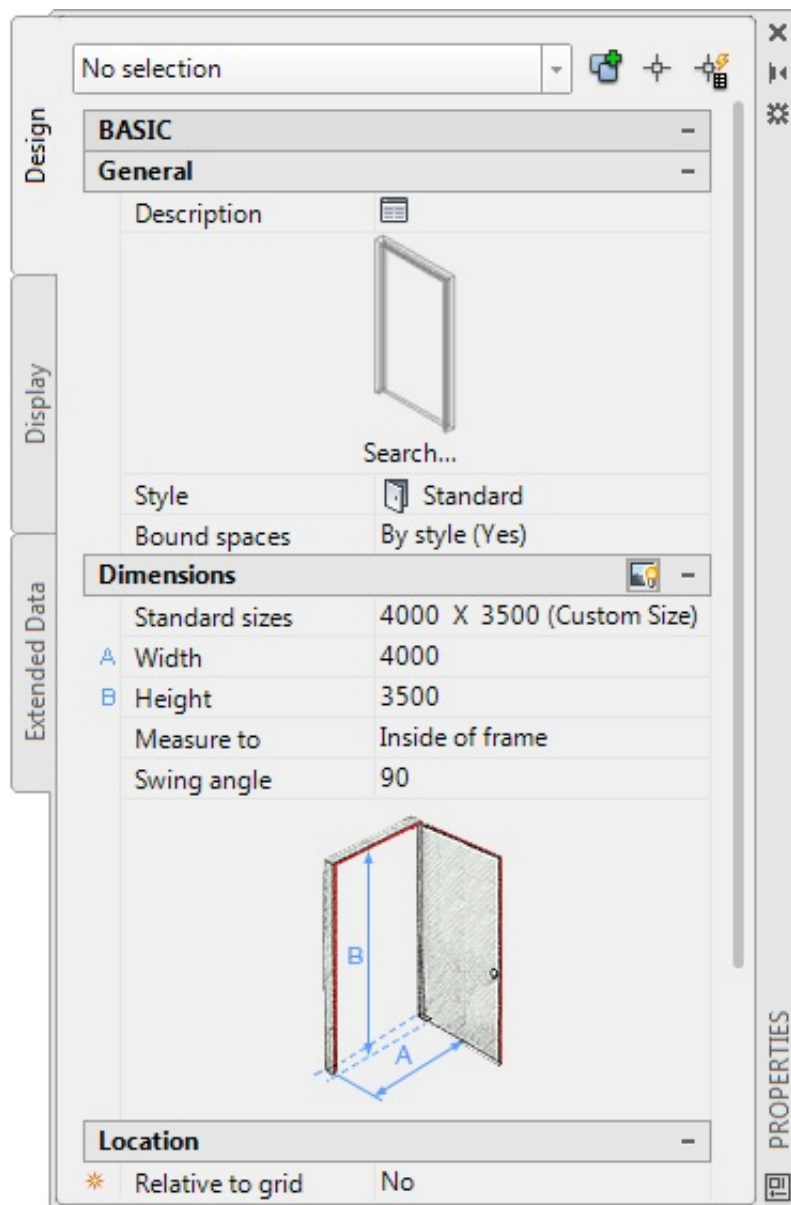 No selection
Design
Display
Extended Data
BASIC
General
Description
Search...
Style Standard
Bound spaces By style (Yes)
Dimensions
Standard sizes 4000 X 3500 (Custom Size)
A Width 4000
B Height 3500
Measure to Inside of frame
Swing angle 90
B
A
Location
Relative to grid No
PROPERTIES